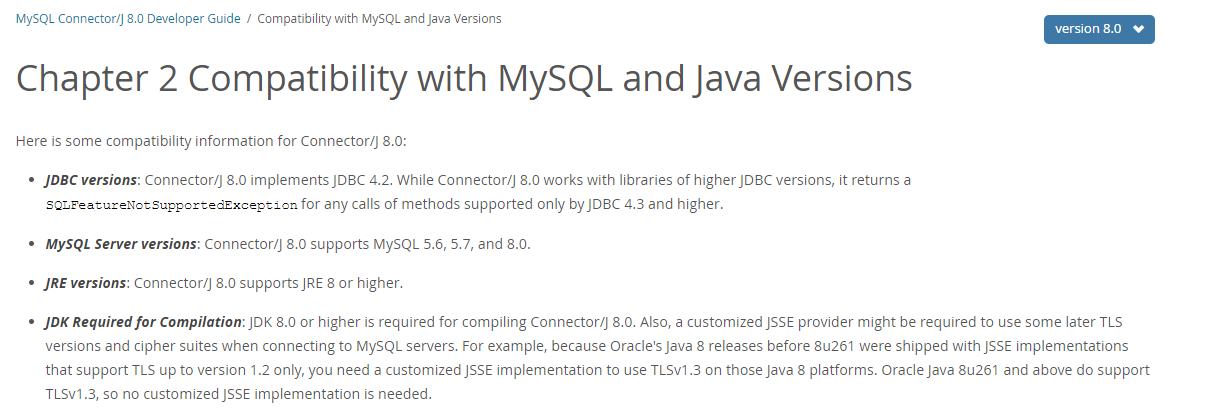 MySQL Connector/J 8.0 Developer Guide / Compatibility with MySQL and Java Versions
version 8.0
Chapter 2 Compatibility with MySQL and Java Versions
Here is some compatibility information for Connector/J 8.0:
• JDBC versions: Connector/J 8.0 implements JDBC 4.2. While Connector/J 8.0 works with libraries of higher JDBC versions, it returns a
SQLFeatureNotSupportedException for any calls of methods supported only by JDBC 4.3 and higher.
• MySQL Server versions: Connector/J 8.0 supports MySQL 5.6, 5.7, and 8.0.
• JRE versions: Connector/J 8.0 supports JRE 8 or higher.
• JDK Required for Compilation: JDK 8.0 or higher is required for compiling Connector/J 8.0. Also, a customized JSSE provider might be required to use some later TLS
versions and cipher suites when connecting to MySQL servers. For example, because Oracle's Java 8 releases before 8u261 were shipped with JSSE implementations
that support TLS up to version 1.2 only, you need a customized JSSE implementation to use TLSv1.3 on those Java 8 platforms. Oracle Java 8u261 and above do support
TLSv1.3, so no customized JSSE implementation is needed.